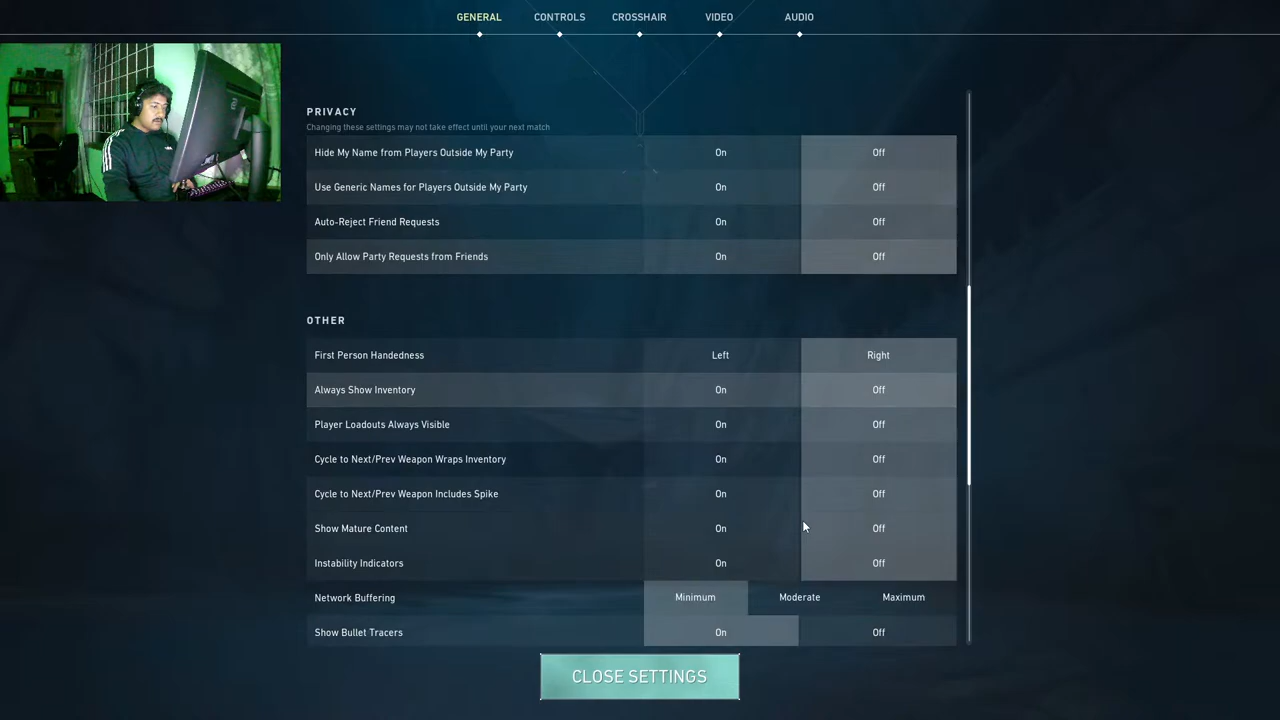 GENERAL CONTROLS CROSSHAIR VIDEO AUDIO
PRIVACY
Changing these settings may not take effect until your next match
Hide My Name from Players Outside My Party On Off
Use Generic Names for Players Outside My Party On Off
Auto-Reject Friend Requests On Off
Only Allow Party Requests from Friends On Off
OTHER
First Person Handedness Left Right
Always Show Inventory On Off
Player Loadouts Always Visible On Off
Cycle to Next/Prev Weapon Wraps Inventory On Off
Cycle to Next/Prev Weapon Includes Spike On Off
Show Mature Content On Off
Instability Indicators On Off
Network Buffering Minimum Moderate Maximum
Show Bullet Tracers On Off
CLOSE SETTINGS